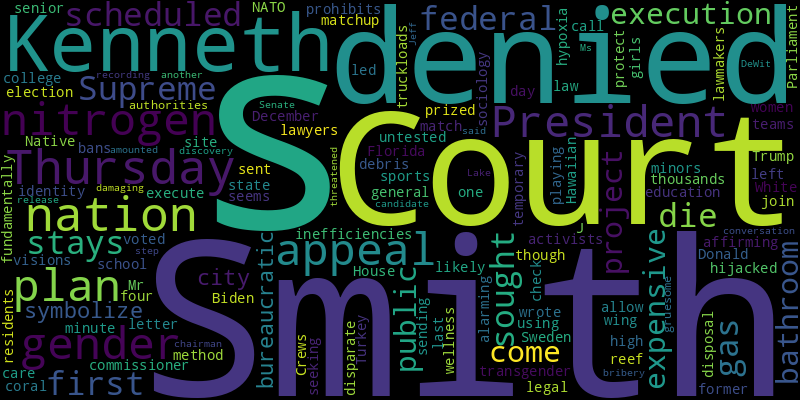 senior
scheduled
NATO
prohibits
matchup
federal
call
execution
Kenneth
denied
hypoxia
Ms
Jeff
protect
girls
lawmakers
DeWit
Parliament
college
recording
another
led
truckloads
sociology
law
election
Supreme
authorities
Senate
December
prized
day
President
women
teams
nitrogen
lawyers
untested
match
said
Court
Native
bans
amounted
site
discovery
Florida
debris
playing
Hawaiian
Trump
Thursday
damaging
sent
threatened
sports
Lake
temporary
minors
thousands
left
identity
execute
state
general
one
project
education
White
release
seems
candidate
join
fundamentally
nation
S
J
die
stays
voted
step
inefficiencies
activists
affirming
conversation
visions
school
city
appeal
though
Donald
House
likely
sought
check
hijacked
plan
Mr
four
Biden
bureaucratic
public
alarming
wrote
allow
expensive
gruesome
bathroom
symbolize
letter
sending
last
wellness
using
Sweden
wing
high
gas
residents
minute
Crews
seeking
disparate
Turkey
reef
disposal
gender
method
come
commissioner
chairman
transgender
care
coral
first
Smith
legal
bribery
former